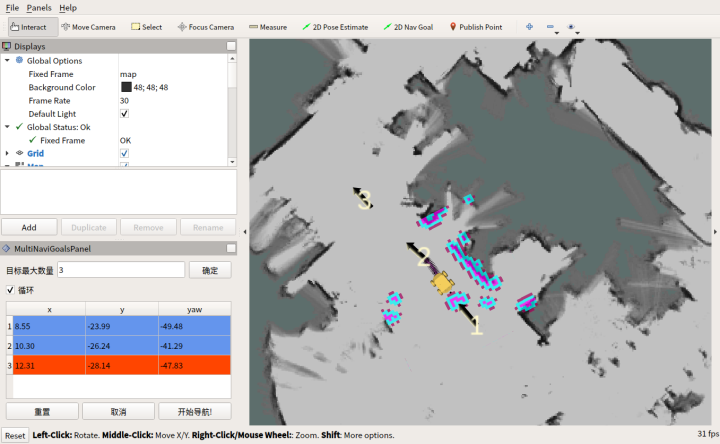 File Panels Help
Interact Move Camera Select Focus Camera Measure 2D Pose Estimate 2D Nav Goal Publish Point
Displays
Global Options
Fixed Frame map
Background Color 48; 48; 48
Frame Rate 30
Default Light ✓
Global Status: Ok
Fixed Frame OK
Grid
Map
Add Duplicate Remove Rename
MultiNaviGoalsPanel
目标最大数量 3 确定
循环
x y yaw
1 8.55 -23.99 -49.48
2 10.30 -26.24 -41.29
3 12.31 -28.14 -47.83
重置 取消 开始导航!
3
2
1
Reset Left-Click: Rotate. Middle-Click: Move X/Y. Right-Click/Mouse Wheel:: Zoom. Shift: More options. 31 fps